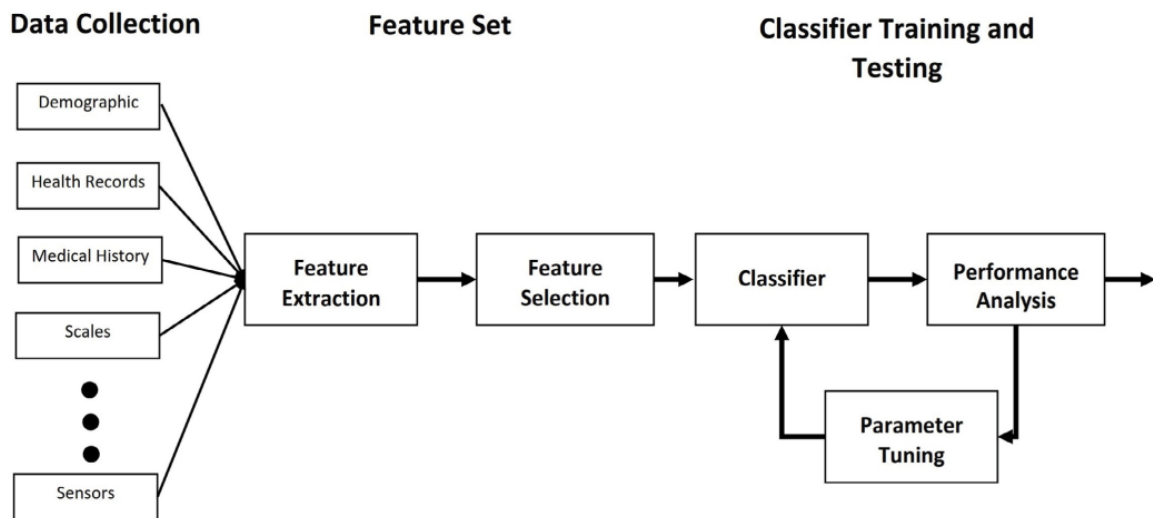 Data Collection
Feature Set
Classifier Training and
Testing
Demographic
Health Records
Medical History
Scales
Sensors
Feature
Extraction
Feature
Selection
Classifier
Performance
Analysis
Parameter
Tuning